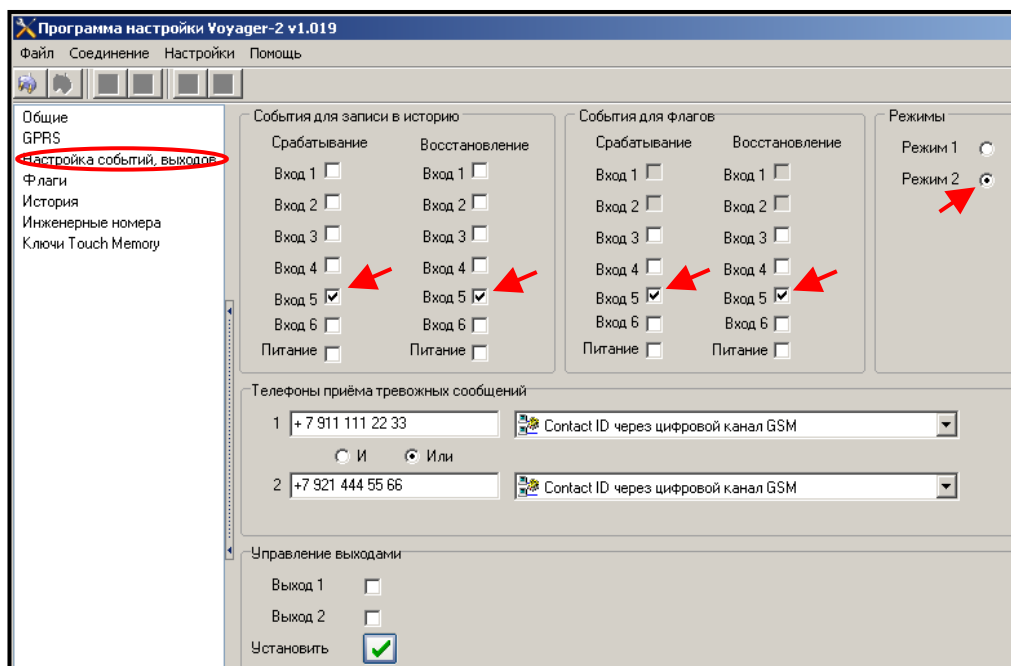 Программа настройки Voyager-2 v1.019
Файл Соединение Настройки Помощь
Общие
GPRS
Настройка событий, выходов
Флаги
История
Инженерные номера
Ключи Touch Memory
События для записи в историю
Срабатывание Восстановление
Вход 1 Вход 1
Вход 2 Вход 2
Вход 3 Вход 3
Вход 4 Вход 4
Вход 5 Вход 5
Вход 6 Вход 6
Питание Питание
События для флагов
Срабатывание Восстановление
Вход 1 Вход 1
Вход 2 Вход 2
Вход 3 Вход 3
Вход 4 Вход 4
Вход 5 Вход 5
Вход 6 Вход 6
Питание Питание
Режимы
Режим 1
Режим 2
Телефоны приёма тревожных сообщений
1 + 7 911 111 22 33 Contact ID через цифровой канал GSM
И Или
2 +7 921 444 55 66 Contact ID через цифровой канал GSM
Управление выходами
Выход 1
Выход 2
Установить